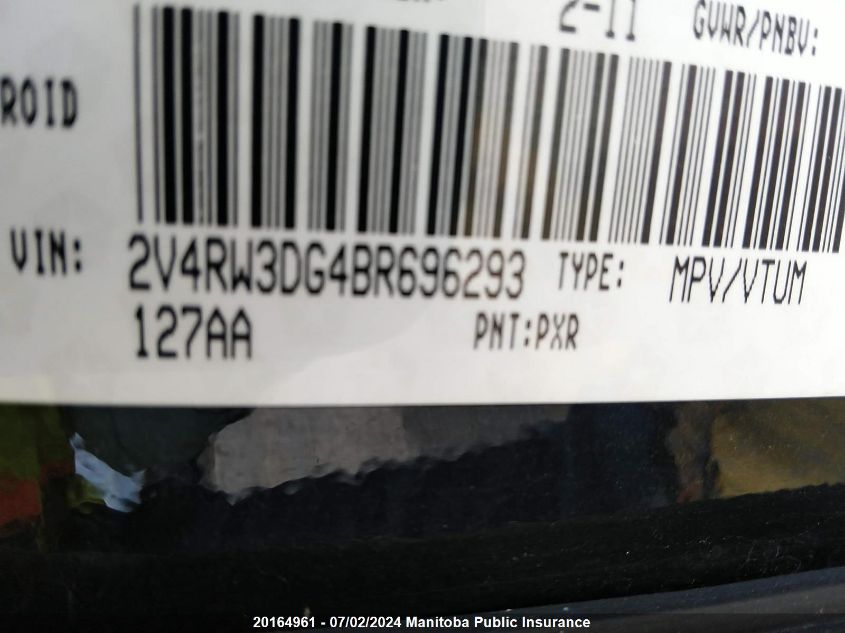 2-11 GVWR/PNBV:
ROID
VIN: 2V4RW3DG4BR696293 TYPE: MPV/VTUM
127AA PNT:PXR
20164961 - 07/02/2024 Manitoba Public Insurance